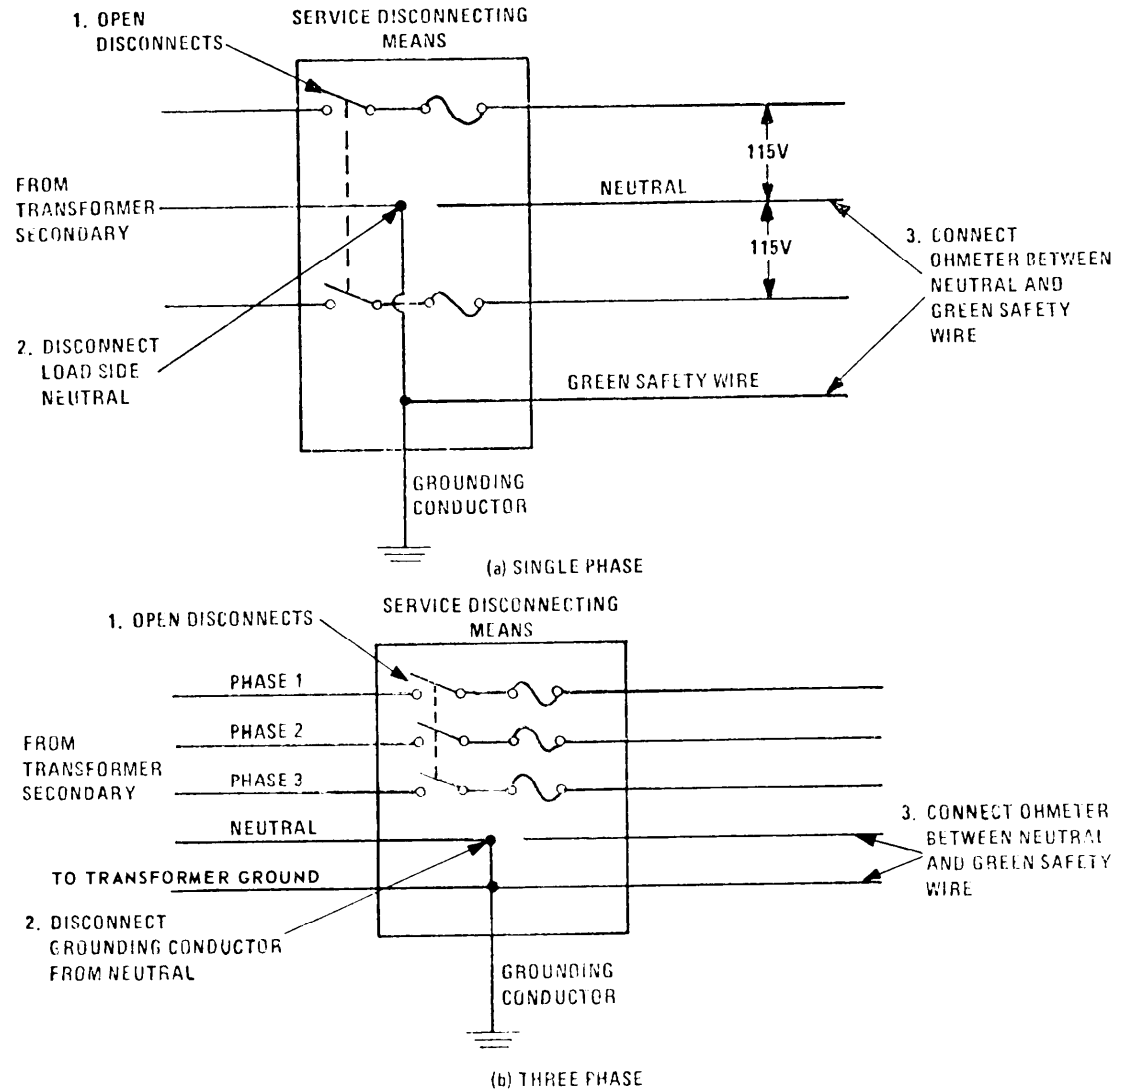 1. OPEN
DISCONNECTS
SERVICE DISCONNECTING
MEANS
115V
FROM
TRANSFORMER
SECONDARY
NEUTRAL
115V
3. CONNECT
OHMETER BETWEEN
NEUTRAL AND
GREEN SAFETY
WIRE
2. DISCONNECT
LOAD SIDE
NEUTRAL
GREEN SAFETY WIRE
GROUNDING
CONDUCTOR
(a) SINGLE PHASE
1. OPEN DISCONNECTS
SERVICE DISCONNECTING
MEANS
PHASE 1
PHASE 2
FROM
TRANSFORMER
SECONDARY
PHASE 3
NEUTRAL
3. CONNECT OHMETER
BETWEEN NEUTRAL
AND GREEN SAFETY
WIRE
TO TRANSFORMER GROUND
2. DISCONNECT
GROUNDING CONDUCTOR
FROM NEUTRAL
GROUNDING
CONDUCTOR
(b) THREE PHASE